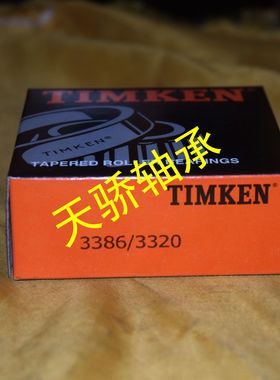 TIMKEN
TIMKEN®
TAPERED ROLLER BEARINGS
TIMKEN®
3386/3320
天骄轴承